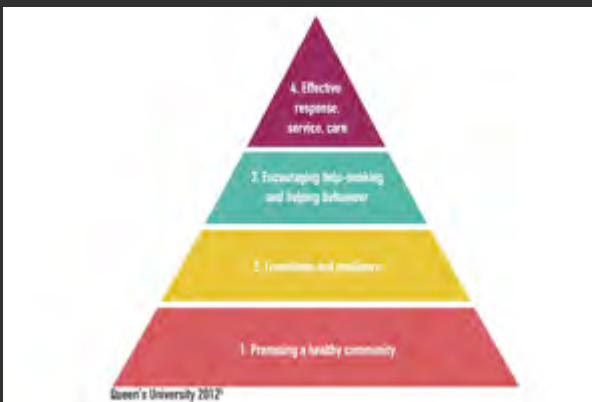 4. Effective
response,
service, care
3. Encouraging help-seeking
and helping behaviour
2. Transitions and resilience
1. Promoting a healthy community
Queen's University 2012